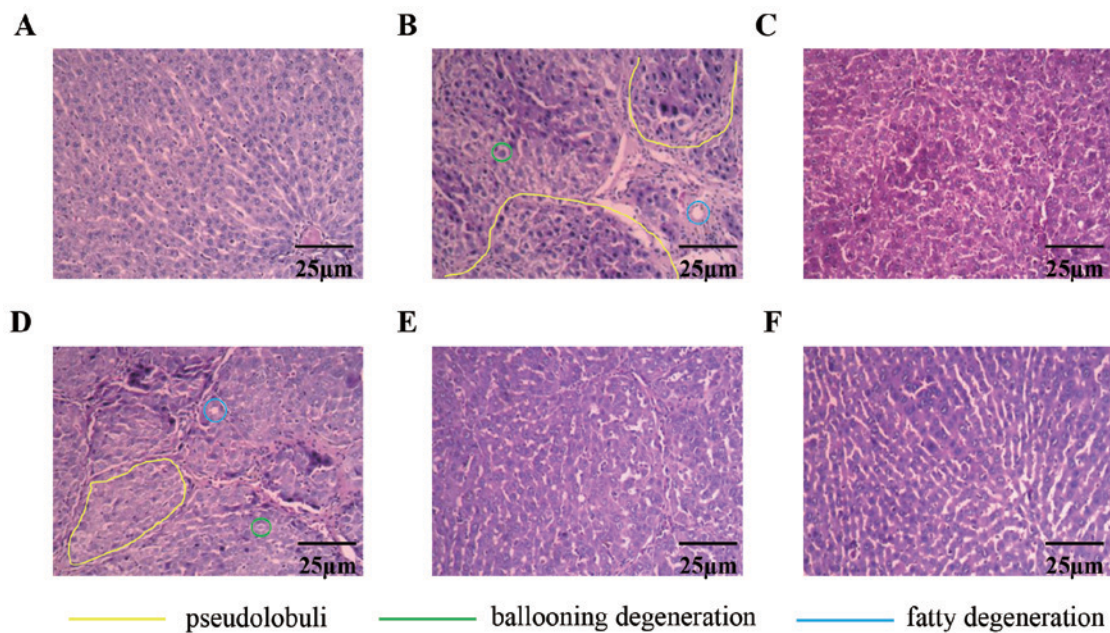 A
B
C
25μm
25μm
25μm
D
E
F
25μm
25μm
25μm
pseudolobuli
ballooning degeneration
fatty degeneration